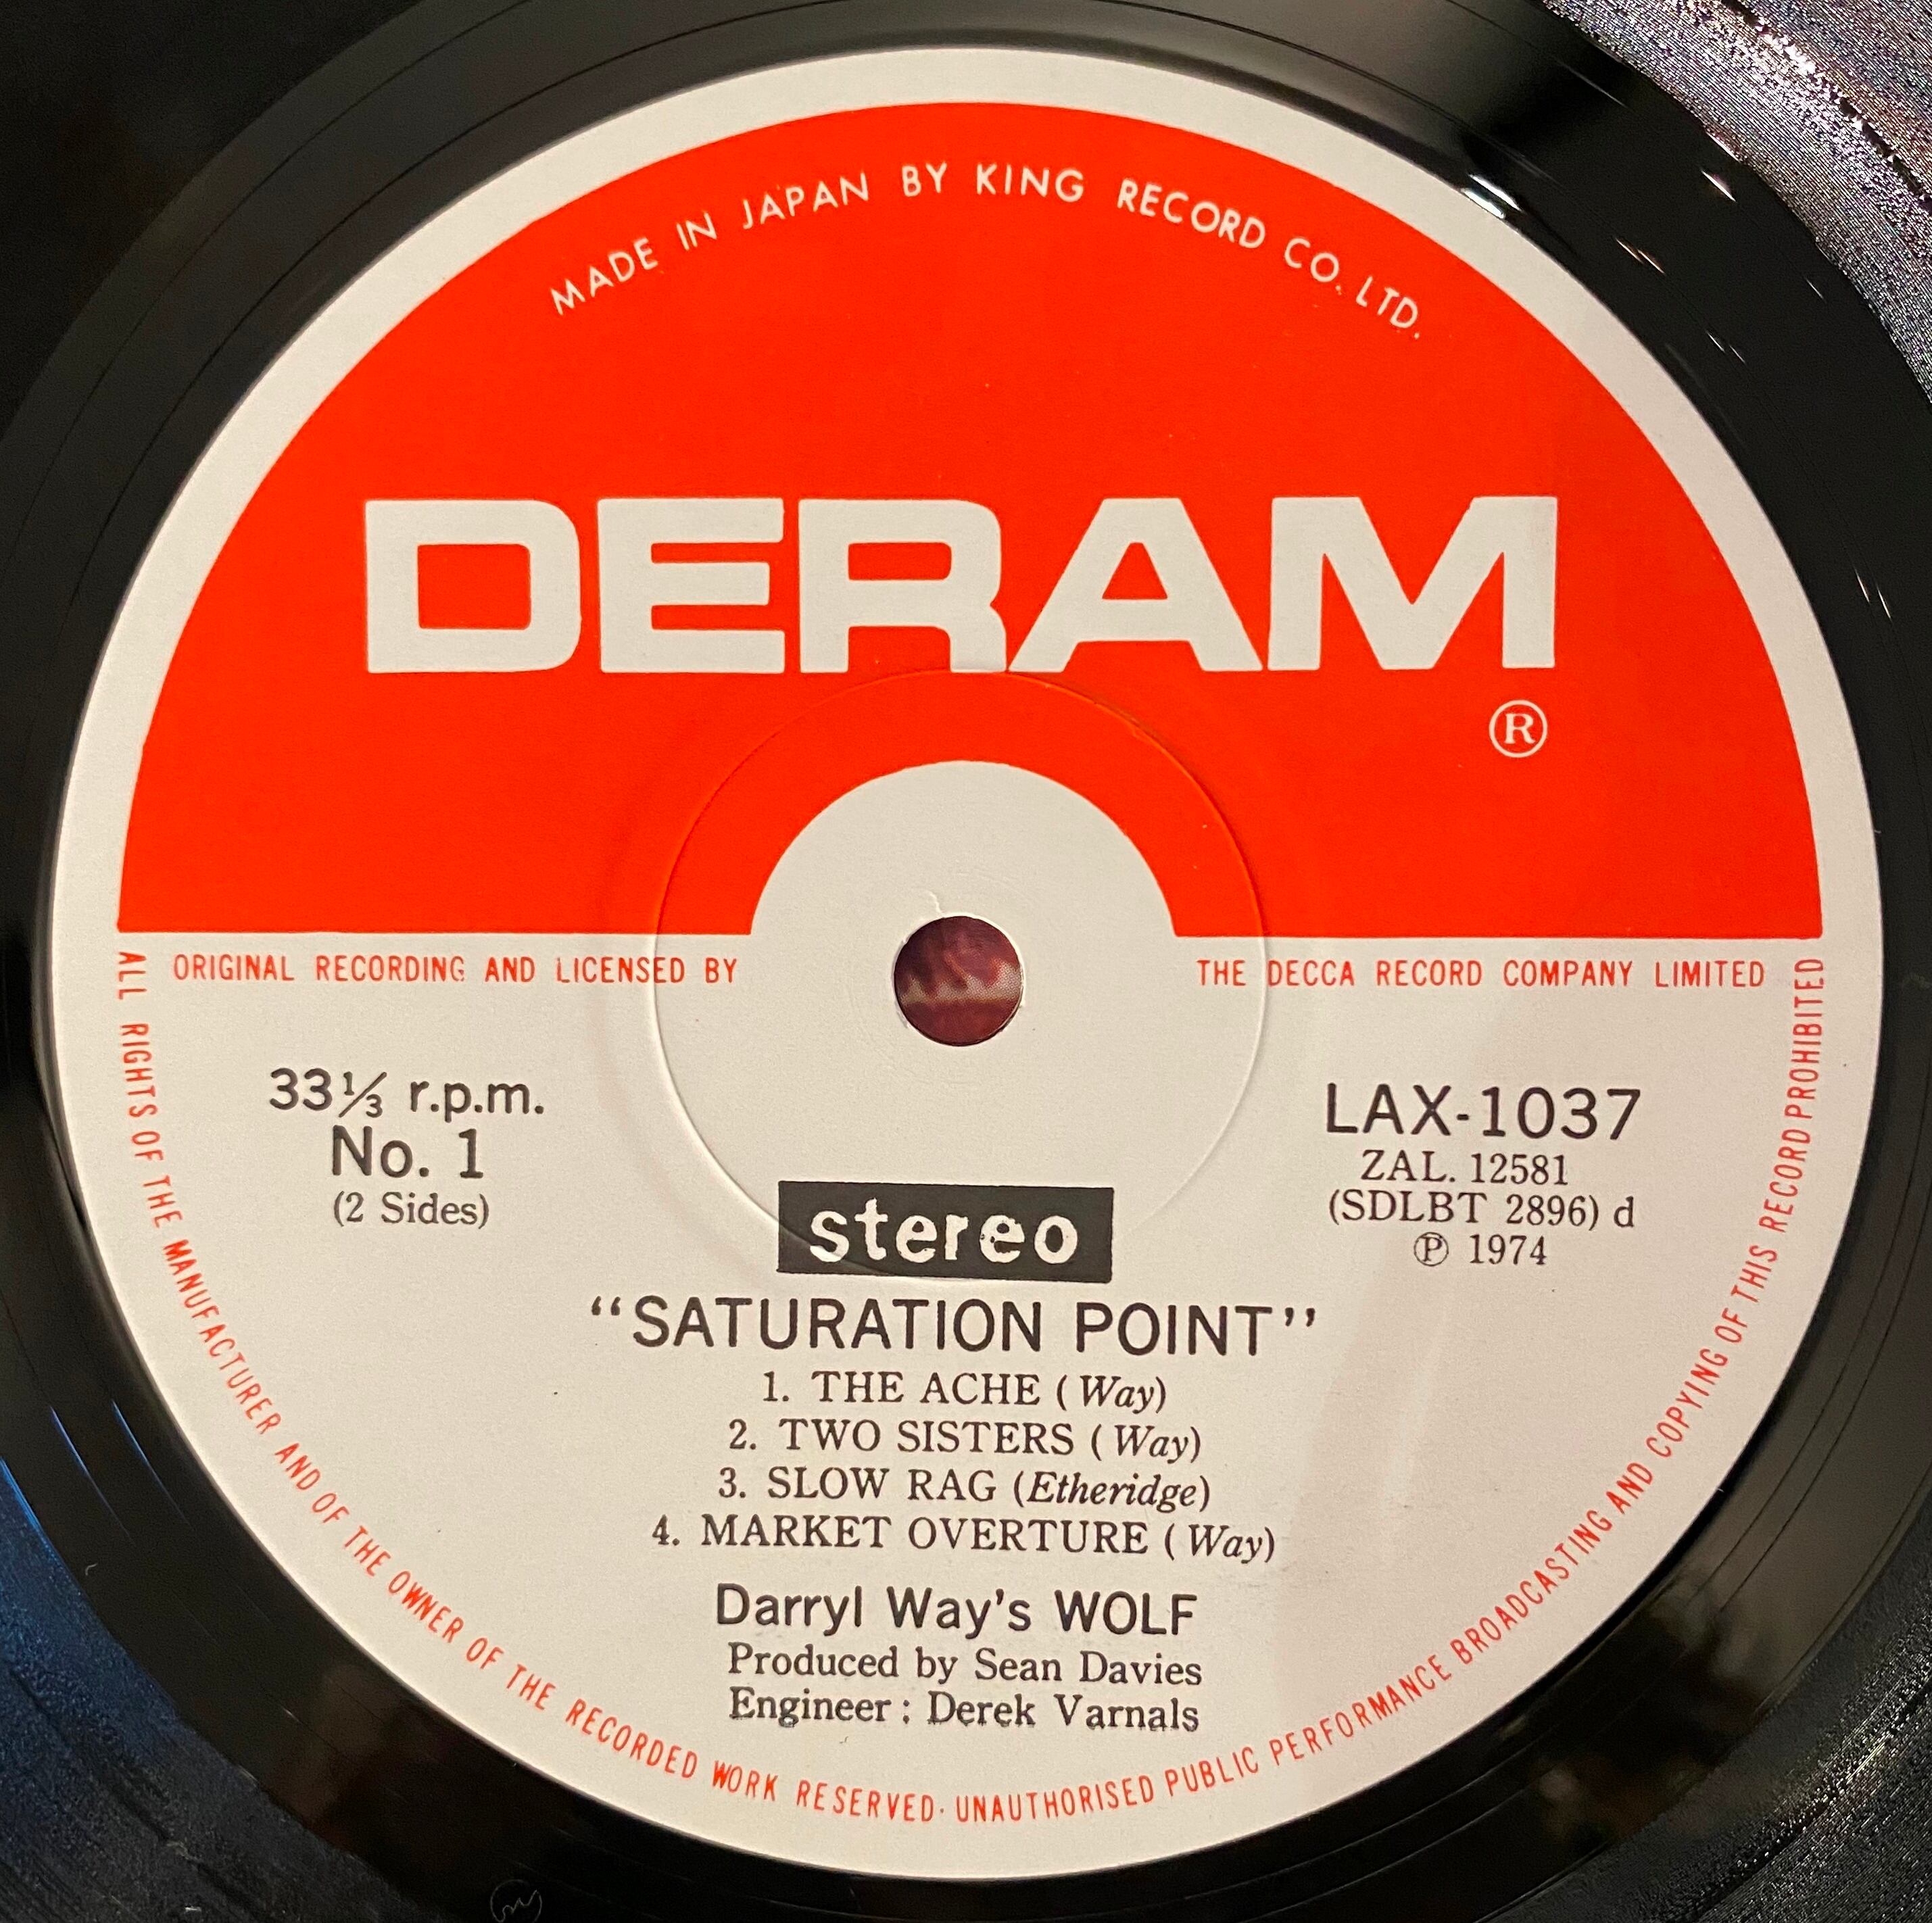 MADE IN JAPAN BY KING RECORD CO. LTD.
DERAM
®
ORIGINAL RECORDING AND LICENSED BY THE DECCA RECORD COMPANY LIMITED
33⅓ r.p.m.
No. 1
(2 Sides)
LAX-1037
ZAL. 12581
(SDLBT 2896) d
℗ 1974
stereo
“SATURATION POINT”
1. THE ACHE (Way)
2. TWO SISTERS (Way)
3. SLOW RAG (Etheridge)
4. MARKET OVERTURE (Way)
Darryl Way's WOLF
Produced by Sean Davies
Engineer : Derek Varnals
ALL RIGHTS OF THE MANUFACTURER AND OF THE OWNER OF THE RECORDED WORK RESERVED· UNAUTHORISED PUBLIC PERFORMANCE BROADCASTING AND COPYING OF THIS RECORD PROHIBITED